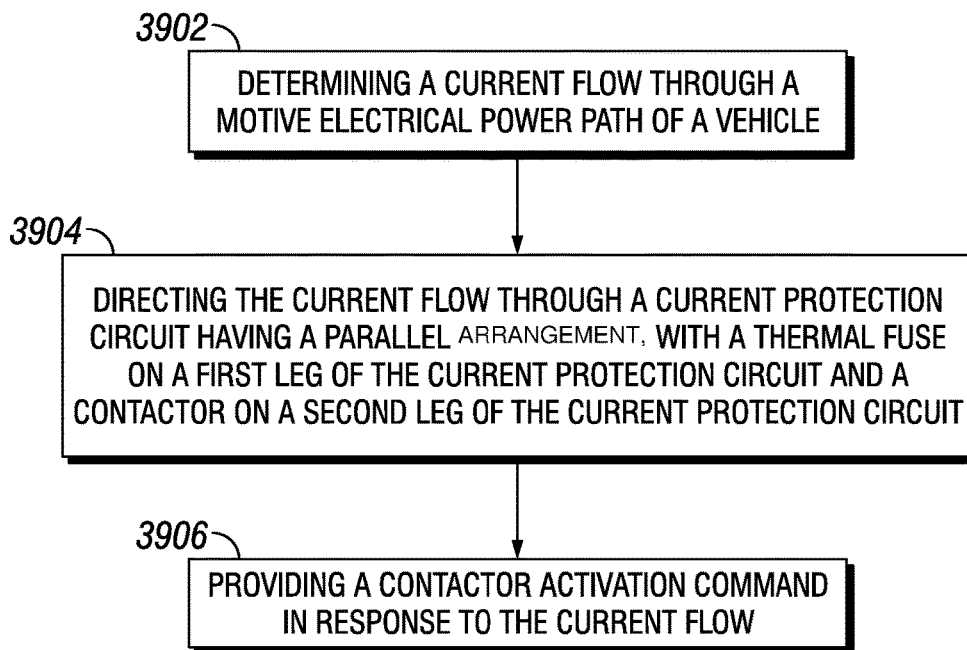 3902
DETERMINING A CURRENT FLOW THROUGH A
MOTIVE ELECTRICAL POWER PATH OF A VEHICLE
3904
DIRECTING THE CURRENT FLOW THROUGH A CURRENT PROTECTION
CIRCUIT HAVING A PARALLEL ARRANGEMENT, WITH A THERMAL FUSE
ON A FIRST LEG OF THE CURRENT PROTECTION CIRCUIT AND A
CONTACTOR ON A SECOND LEG OF THE CURRENT PROTECTION CIRCUIT
3906
PROVIDING A CONTACTOR ACTIVATION COMMAND
IN RESPONSE TO THE CURRENT FLOW